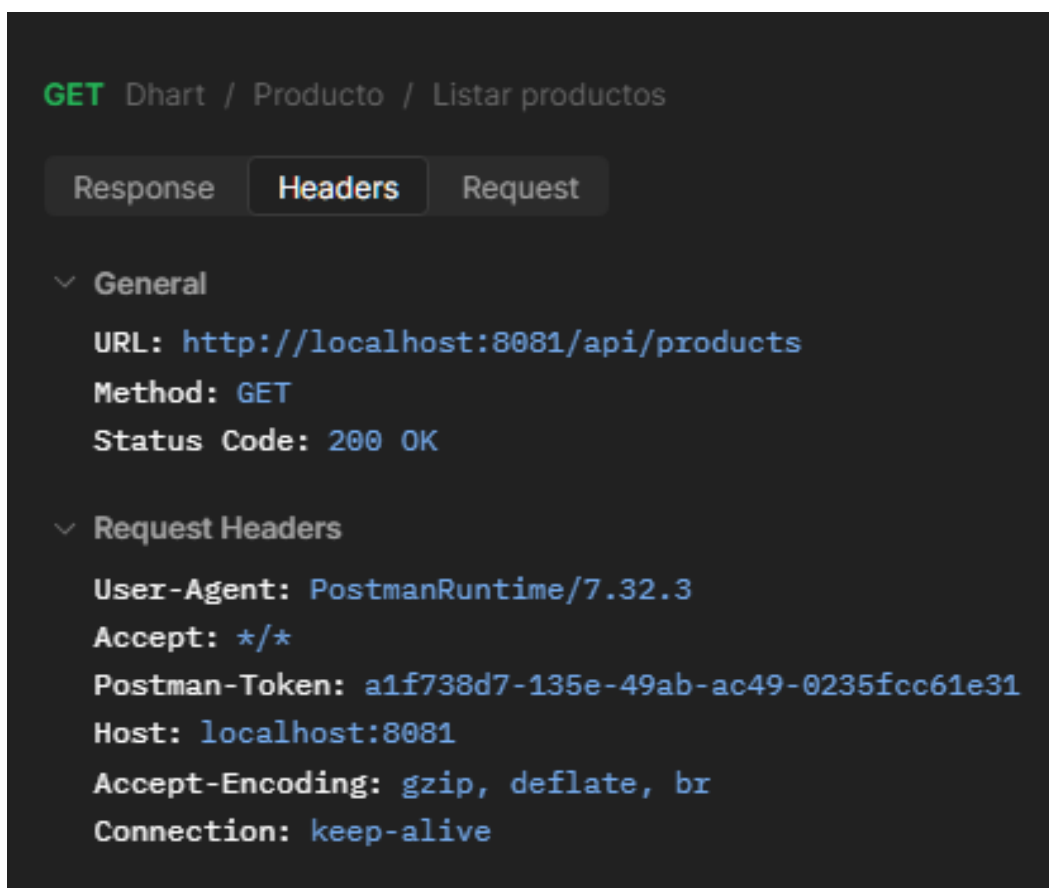 GET Dhart / Producto / Listar productos
Response Headers Request
General
URL: http://localhost:8081/api/products
Method: GET
Status Code: 200 OK
Request Headers
User-Agent: PostmanRuntime/7.32.3
Accept: */*
Postman-Token: a1f738d7-135e-49ab-ac49-0235fcc61e31
Host: localhost:8081
Accept-Encoding: gzip, deflate, br
Connection: keep-alive